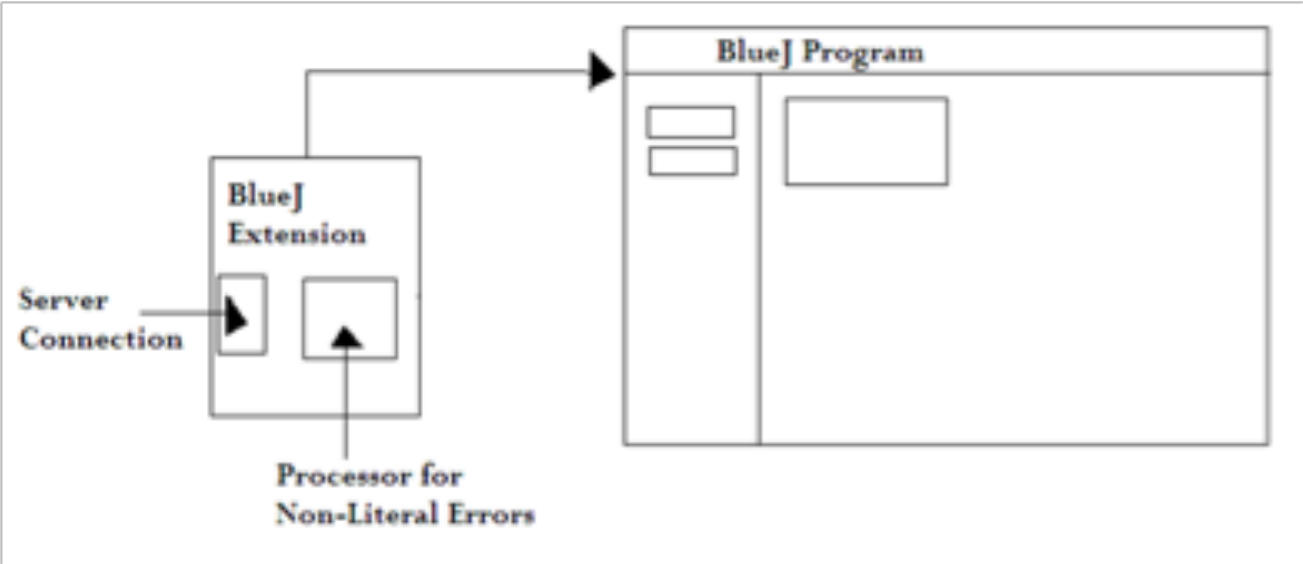 BlueJ Program
BlueJ
Extension
Server
Connection
Processor for
Non-Literal Errors